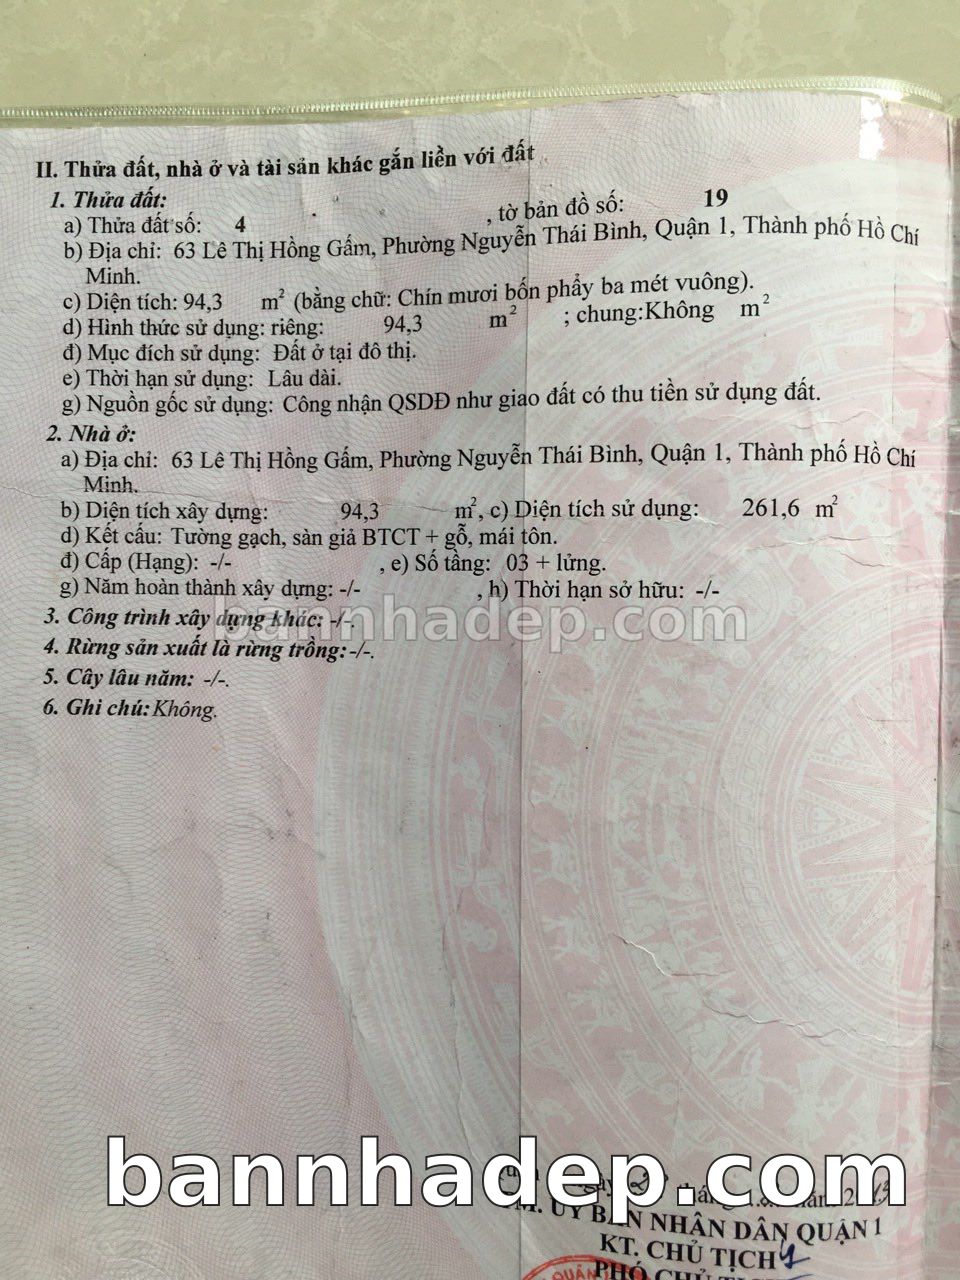 II. Thửa đất, nhà ở và tài sản khác gắn liền với đất
1. Thửa đất:
a) Thửa đất số: 4 , tờ bản đồ số: 19
b) Địa chỉ: 63 Lê Thị Hồng Gấm, Phường Nguyễn Thái Bình, Quận 1, Thành phố Hồ Chí
Minh.
c) Diện tích: 94,3 m² (bằng chữ: Chín mươi bốn phẩy ba mét vuông).
d) Hình thức sử dụng: riêng: 94,3 m² ; chung:Không m²
đ) Mục đích sử dụng: Đất ở tại đô thị.
e) Thời hạn sử dụng: Lâu dài.
g) Nguồn gốc sử dụng: Công nhận QSDĐ như giao đất có thu tiền sử dụng đất.
2. Nhà ở:
a) Địa chỉ: 63 Lê Thị Hồng Gấm, Phường Nguyễn Thái Bình, Quận 1, Thành phố Hồ Chí
Minh.
b) Diện tích xây dựng: 94,3 m², c) Diện tích sử dụng: 261,6 m²
d) Kết cấu: Tường gạch, sàn giả BTCT + gỗ, mái tôn.
đ) Cấp (Hạng): -/- , e) Số tầng: 03 + lửng.
g) Năm hoàn thành xây dựng: -/- , h) Thời hạn sở hữu: -/-
bannhadep.com
3. Công trình xây dựng khác: -/-.
4. Rừng sản xuất là rừng trồng:-/-.
5. Cây lâu năm: -/-.
6. Ghi chú:Không.
bannhadep.com
TM. ỦY BAN NHÂN DÂN QUẬN 1
KT. CHỦ TỊCH
PHÓ CHỦ TỊCH
QUẬN